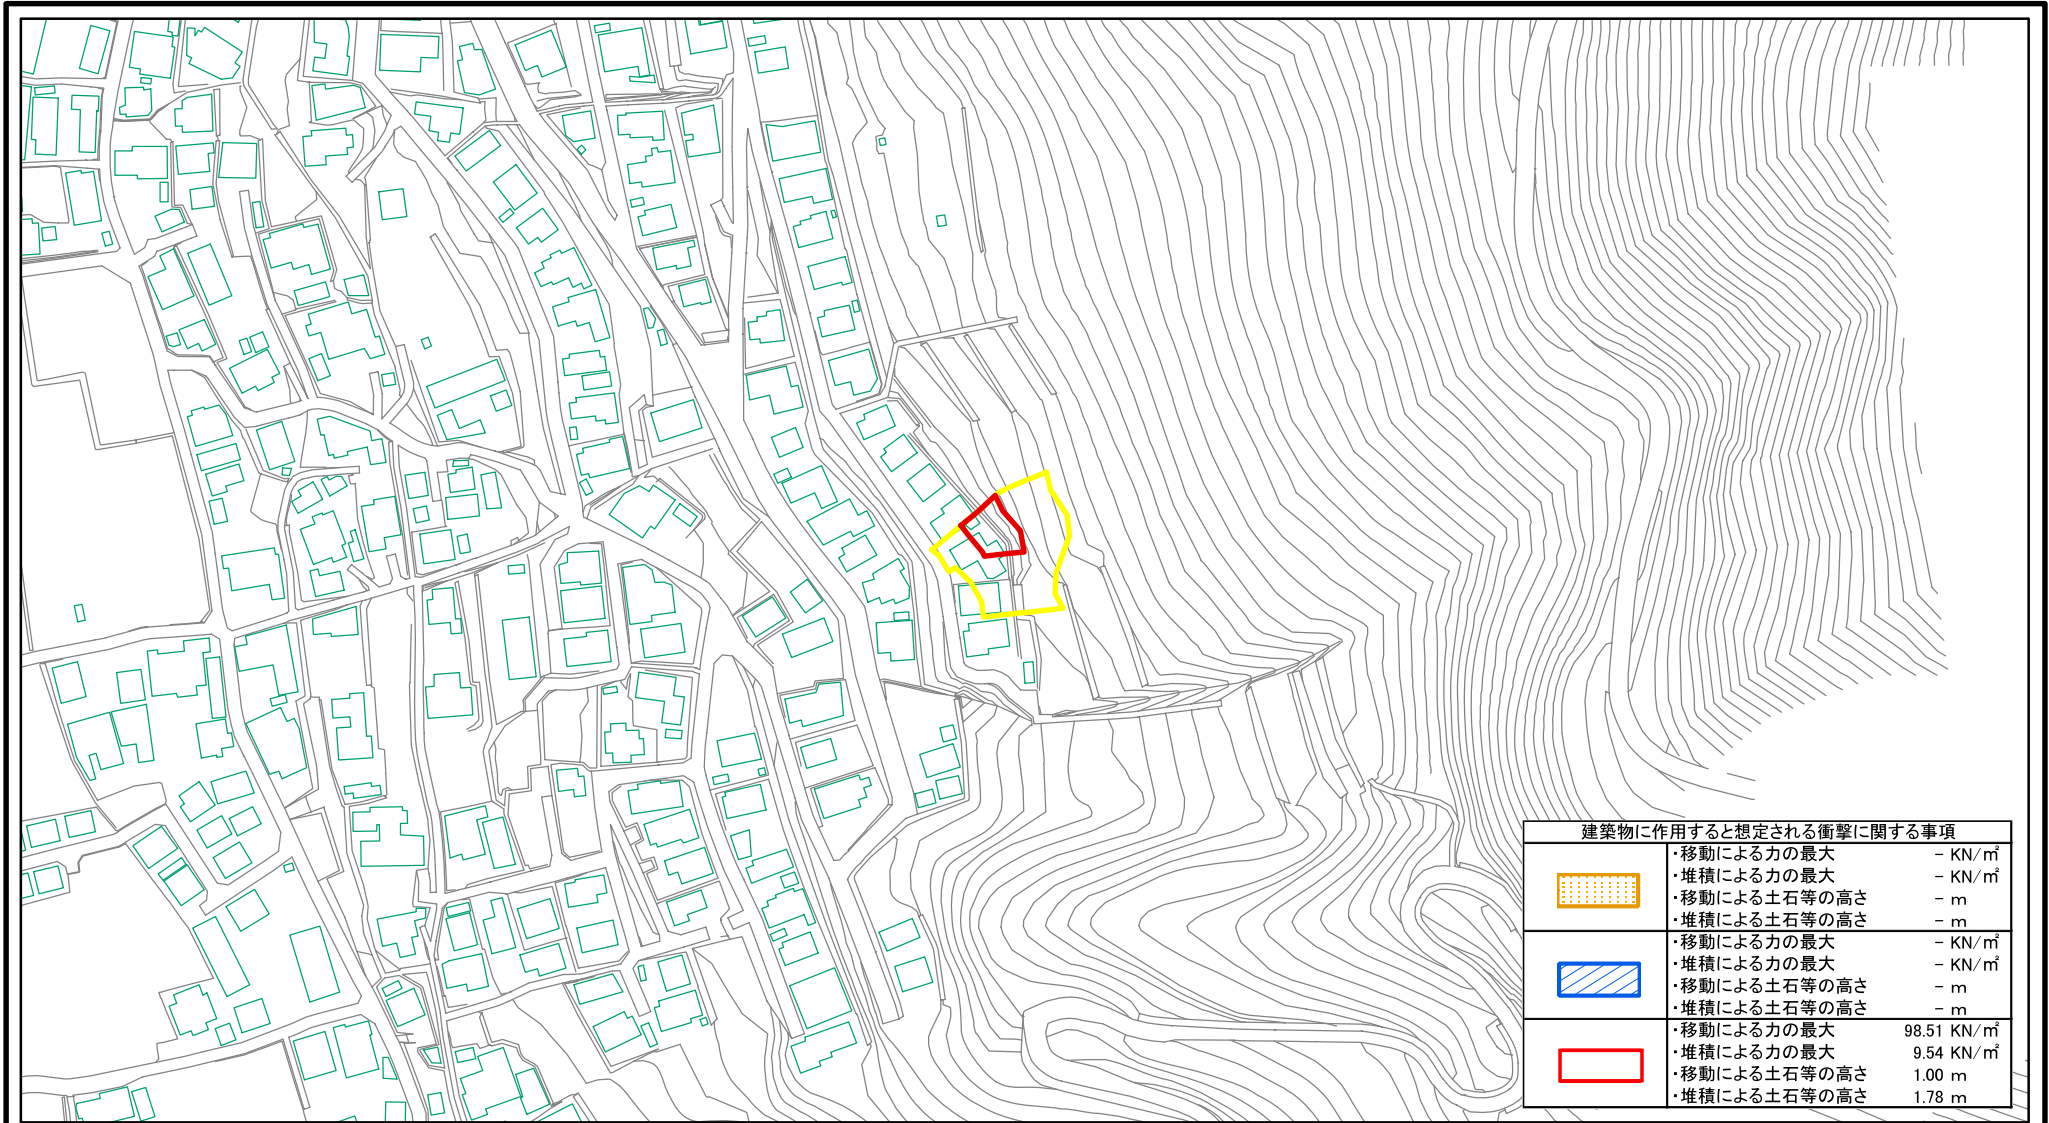 建築物に作用すると想定される衝撃に関する事項
・移動による力の最大 - KN/㎡
・堆積による力の最大 - KN/㎡
・移動による土石等の高さ - m
・堆積による土石等の高さ - m
・移動による力の最大 - KN/㎡
・堆積による力の最大 - KN/㎡
・移動による土石等の高さ - m
・堆積による土石等の高さ - m
・移動による力の最大 98.51 KN/㎡
・堆積による力の最大 9.54 KN/㎡
・移動による土石等の高さ 1.00 m
・堆積による土石等の高さ 1.78 m